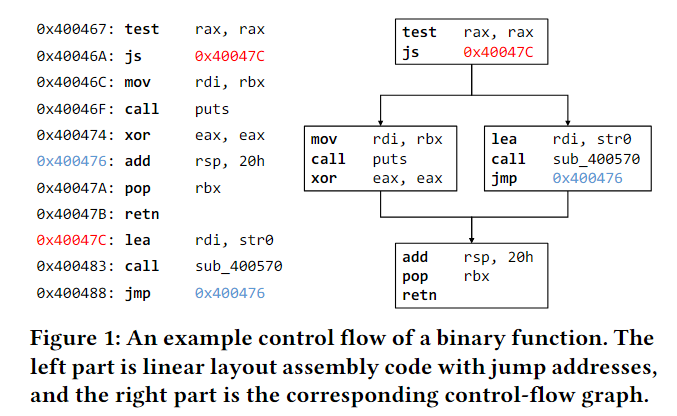 0x400467: test rax, rax
0x40046A: js 0x40047C
0x40046C: mov rdi, rbx
0x40046F: call puts
0x400474: xor eax, eax
0x400476: add rsp, 20h
0x40047A: pop rbx
0x40047B: retn
0x40047C: lea rdi, str0
0x400483: call sub_400570
0x400488: jmp 0x400476
test rax, rax
js 0x40047C
mov rdi, rbx
call puts
xor eax, eax
lea rdi, str0
call sub_400570
jmp 0x400476
add rsp, 20h
pop rbx
retn
Figure 1: An example control flow of a binary function. The
left part is linear layout assembly code with jump addresses,
and the right part is the corresponding control-flow graph.